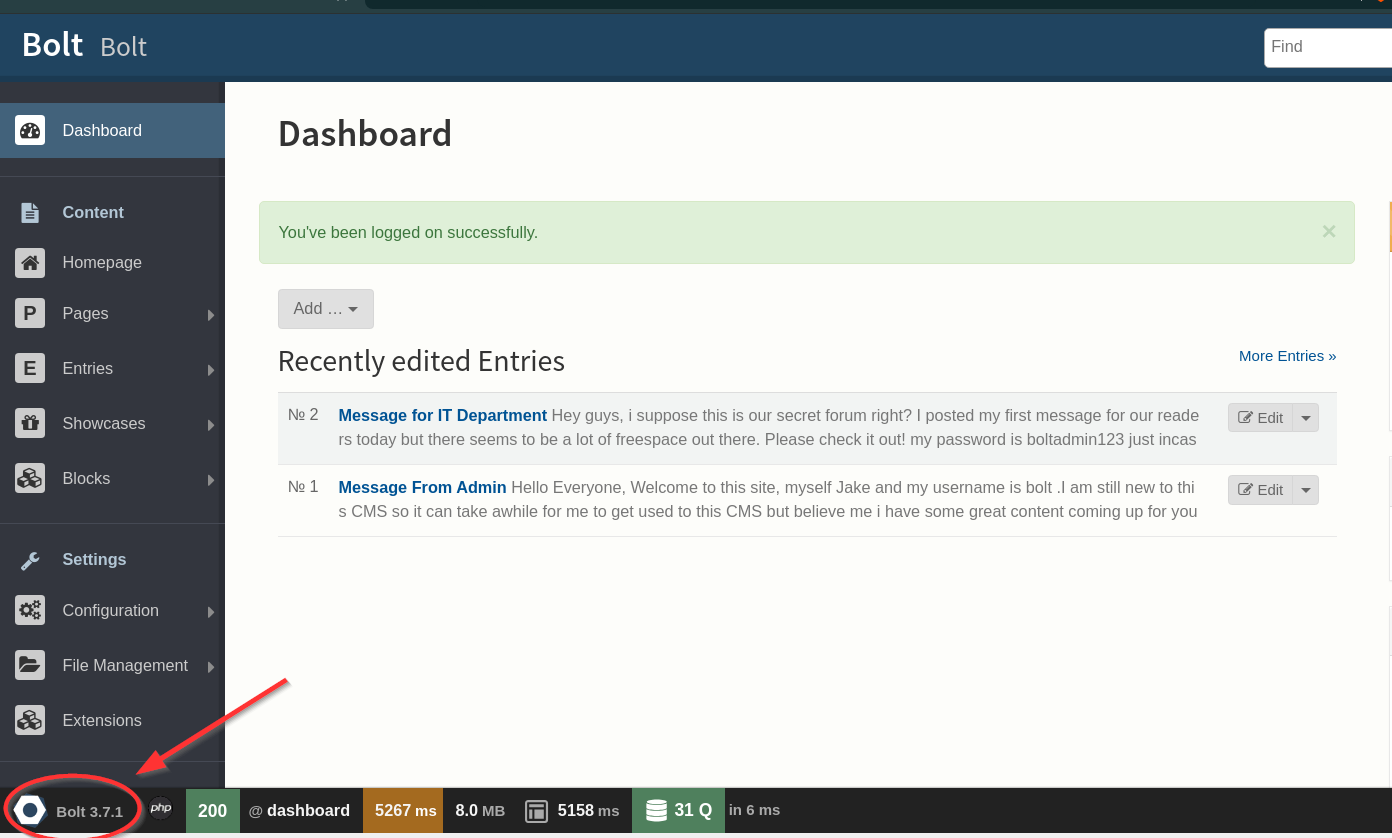 Bolt Bolt
Find
Dashboard
Dashboard
You've been logged on successfully.
×
Content
Homepage
P Pages
E Entries
Showcases
Blocks
Settings
Configuration
File Management
Extensions
Add …
Recently edited Entries
More Entries »
№ 2 Message for IT Department Hey guys, i suppose this is our secret forum right? I posted my first message for our reade
rs today but there seems to be a lot of freespace out there. Please check it out! my password is boltadmin123 just incas
Edit
№ 1 Message From Admin Hello Everyone, Welcome to this site, myself Jake and my username is bolt .I am still new to thi
s CMS so it can take awhile for me to get used to this CMS but believe me i have some great content coming up for you
Edit
Bolt 3.7.1 php 200 @ dashboard 5267 ms 8.0 MB 5158 ms 31 Q in 6 ms